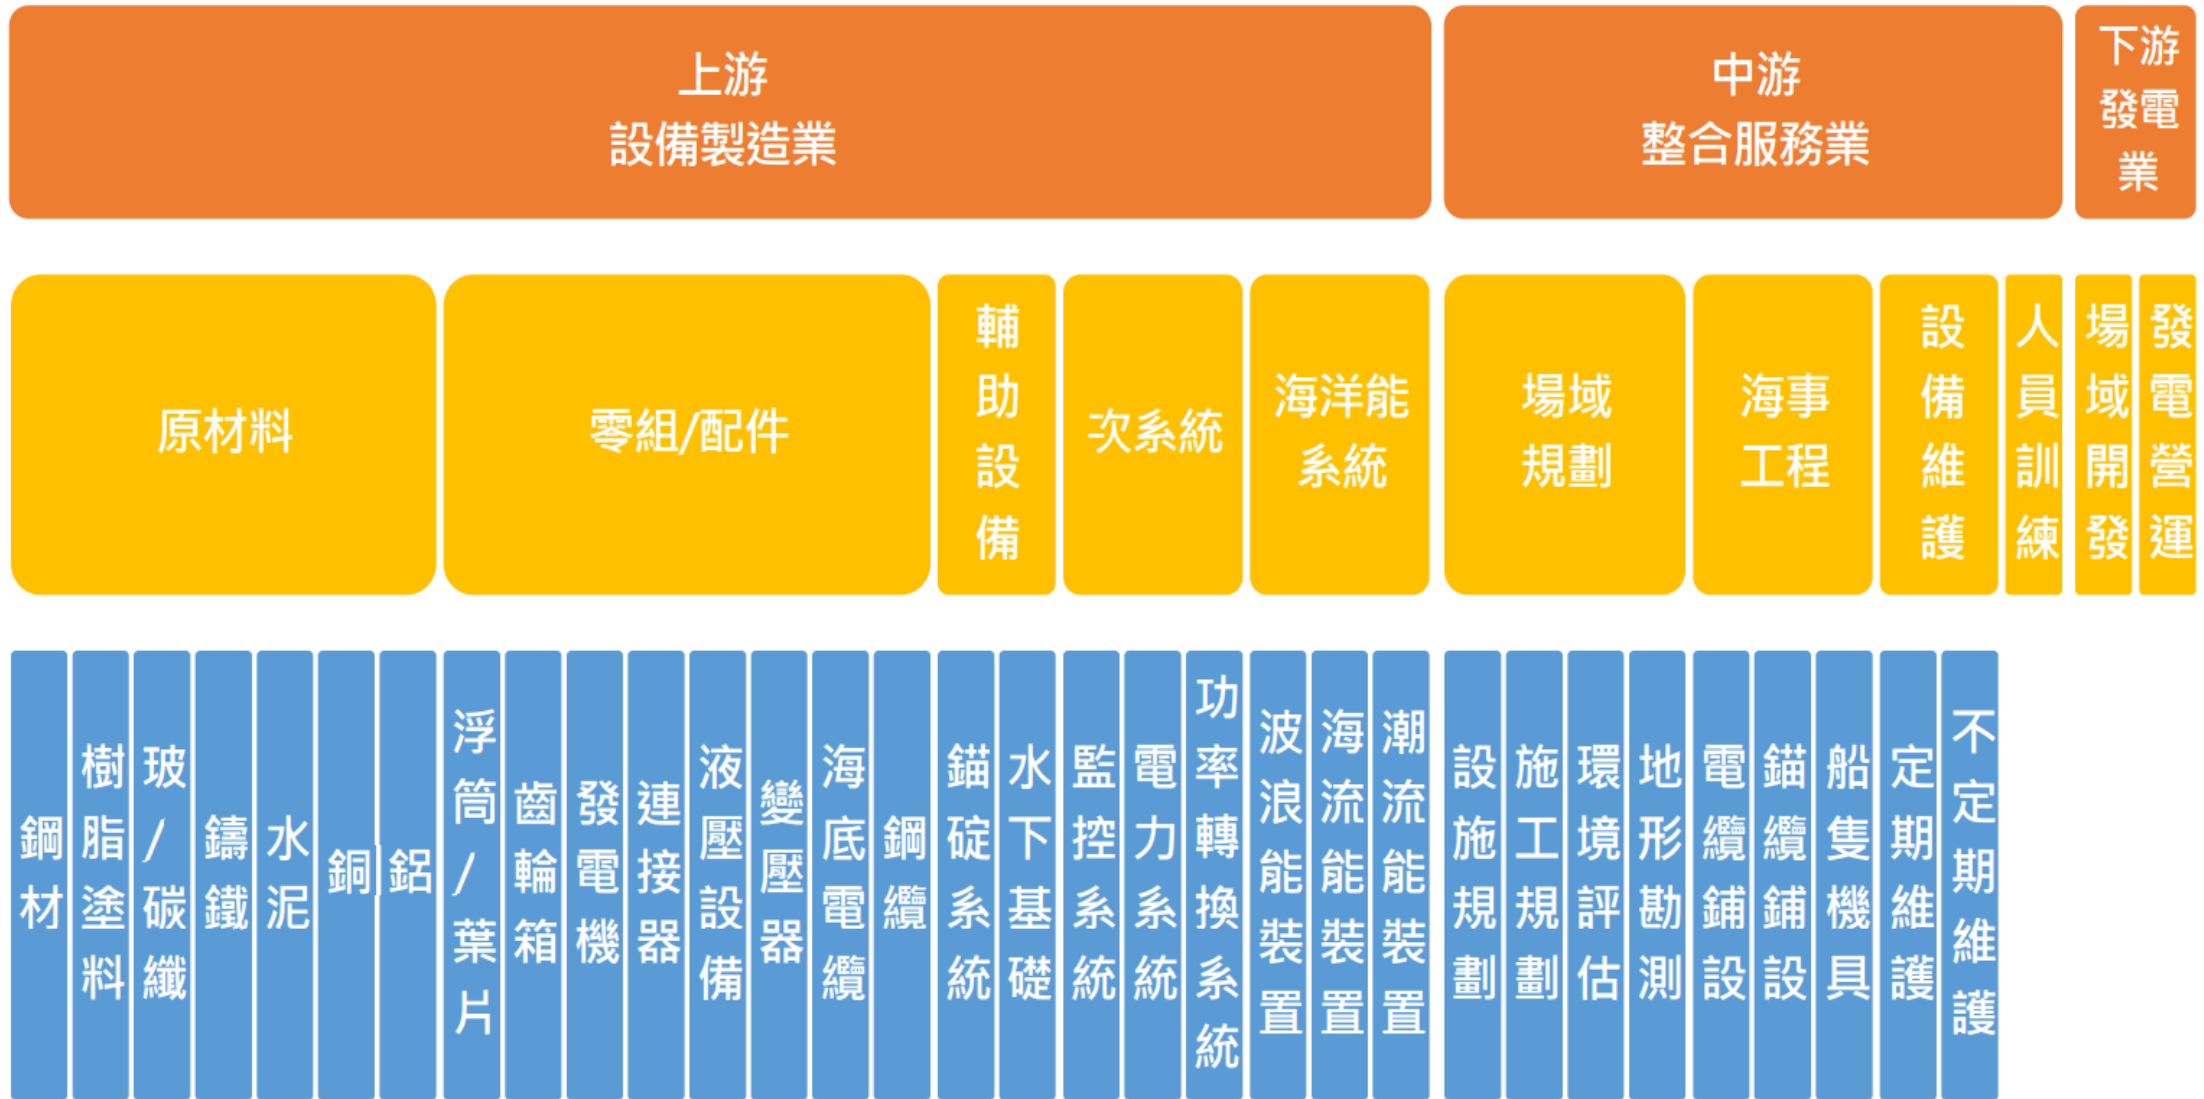 上游
設備製造業
中游
整合服務業
下游
發電
業
原材料
零組/配件
輔助設備
次系統
海洋能
系統
場域
規劃
海事
工程
設備維護
人員訓練
場域開發
發電營運
鋼材
樹脂塗料
玻/碳纖
鑄鐵
水泥
銅
鋁
浮筒/葉片
齒輪箱
發電機
連接器
液壓設備
變壓器
海底電纜
鋼纜
錨碇系統
水下基礎
監控系統
電力系統
功率轉換系統
波浪能裝置
海流能裝置
潮流能裝置
設施規劃
施工規劃
環境評估
地形勘測
電纜鋪設
錨纜鋪設
船隻機具
定期維護
不定期維護